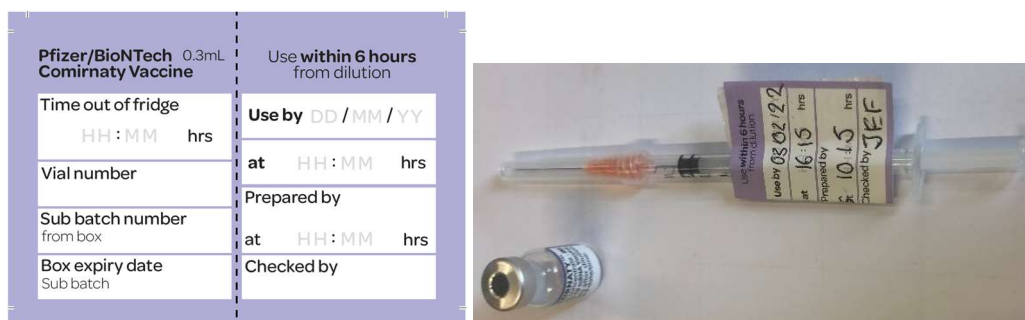 Pfizer/BioNTech 0.3mL
Comirnaty Vaccine
Time out of fridge
HH : MM hrs
Vial number
Sub batch number
from box
Box expiry date
Sub batch
Use within 6 hours
from dilution
Use by DD / MM / YY
at HH : MM hrs
Prepared by
at HH : MM hrs
Checked by
Use within 6 hours
from dilution
Use by 03 02 22
at 16:15 hrs
Prepared by
at 10:15 hrs
Checked by JEF